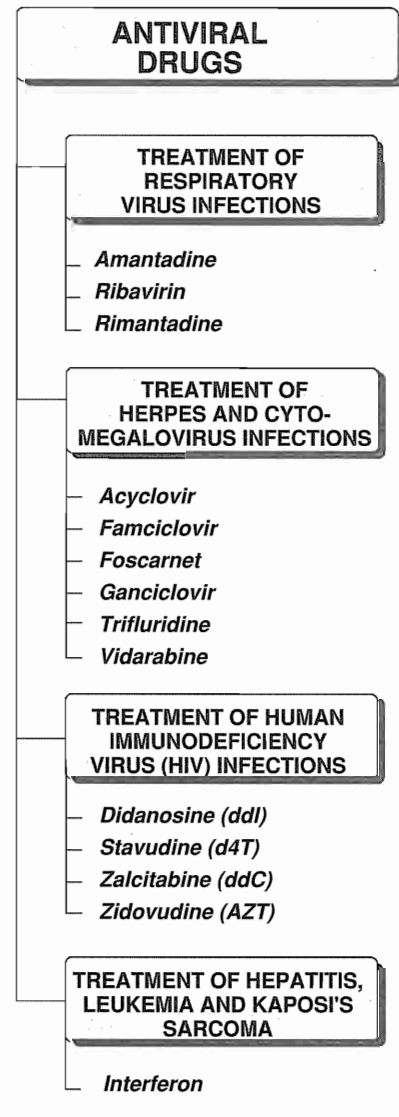 ANTIVIRAL
DRUGS
TREATMENT OF
RESPIRATORY
VIRUS INFECTIONS
Amantadine
Ribavirin
Rimantadine
TREATMENT OF
HERPES AND CYTO-
MEGALOVIRUS INFECTIONS
Acyclovir
Famciclovir
Foscarnet
Ganciclovir
Trifluridine
Vidarabine
TREATMENT OF HUMAN
IMMUNODEFICIENCY
VIRUS (HIV) INFECTIONS
Didanosine (ddI)
Stavudine (d4T)
Zalcitabine (ddC)
Zidovudine (AZT)
TREATMENT OF HEPATITIS,
LEUKEMIA AND KAPOSI'S
SARCOMA
Interferon